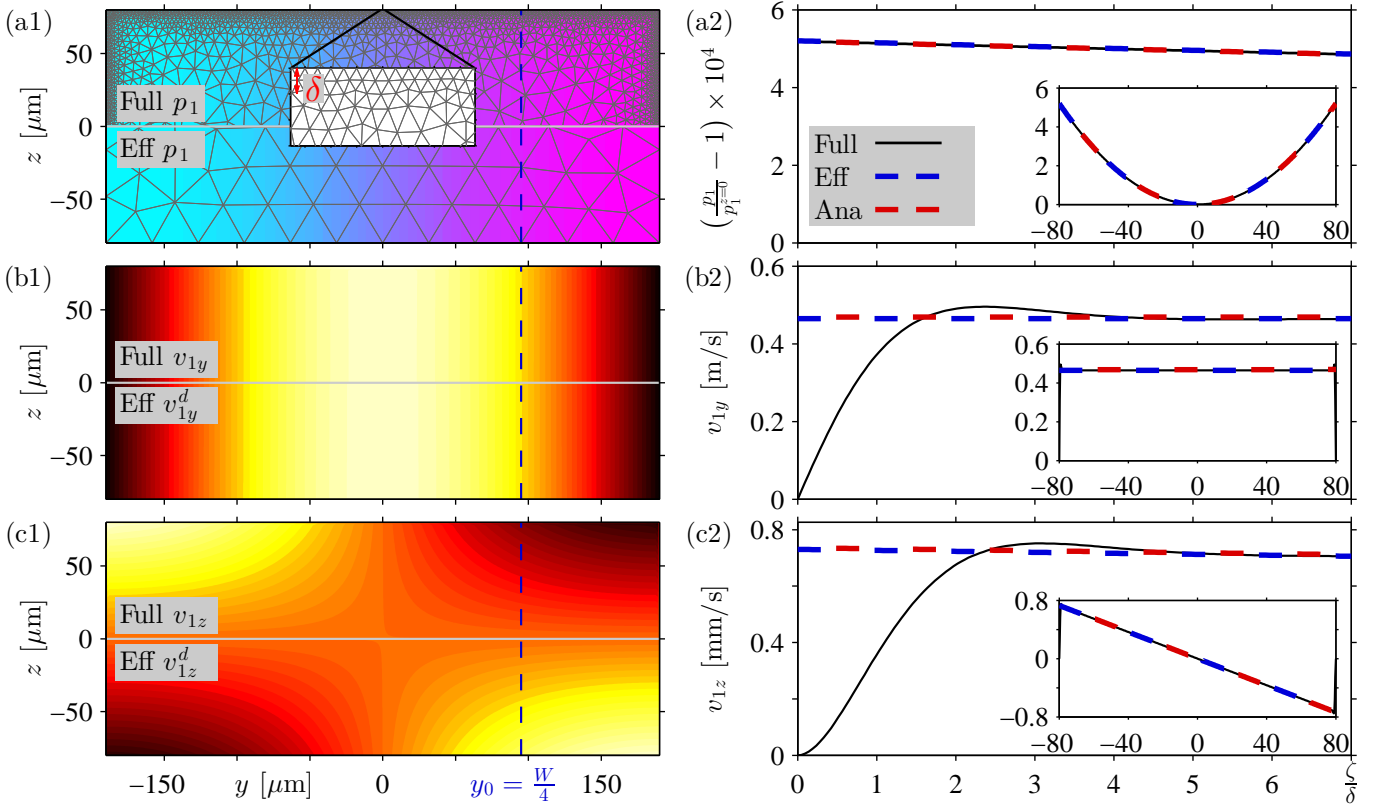 (a1)
50
0
−50
z [μm]
Full p₁
Eff p₁
δ
(a2)
6
4
2
0
(p₁/p₁^{z=0} − 1) × 10⁴
Full
Eff
Ana
6
4
2
0
−80 −40 0 40 80
(b1)
50
0
−50
z [μm]
Full v₁y
Eff v₁y^d
(b2)
0.6
0.4
0.2
0
v₁y [m/s]
0.6
0.4
0.2
0
−80 −40 0 40 80
(c1)
50
0
−50
z [μm]
Full v₁z
Eff v₁z^d
−150 y [μm] 0 y₀ = W/4 150
(c2)
0.8
0.4
0
v₁z [mm/s]
0.8
0
−0.8
−80 −40 0 40 80
0 1 2 3 4 5 6 ζ/δ